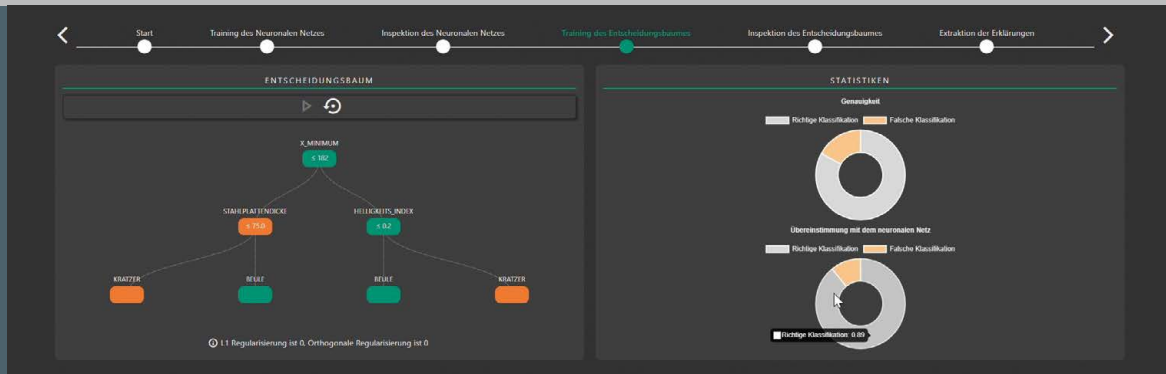 Start
Training des Neuronalen Netzes
Inspektion des Neuronalen Netzes
Training des Entscheidungsbaumes
Inspektion des Entscheidungsbaumes
Extraktion der Erklärungen
ENTSCHEIDUNGSBAUM
X_MINIMUM
≤ 182
STAHLPLATTENDICKE
≤ 75.0
HELLIGKEITS_INDEX
≤ 0.2
KRATZER
BEULE
BEULE
KRATZER
L1 Regularisierung ist 0. Orthogonale Regularisierung ist 0
STATISTIKEN
Genauigkeit
Richtige Klassifikation Falsche Klassifikation
Übereinstimmung mit dem neuronalen Netz
Richtige Klassifikation Falsche Klassifikation
Richtige Klassifikation: 0.89